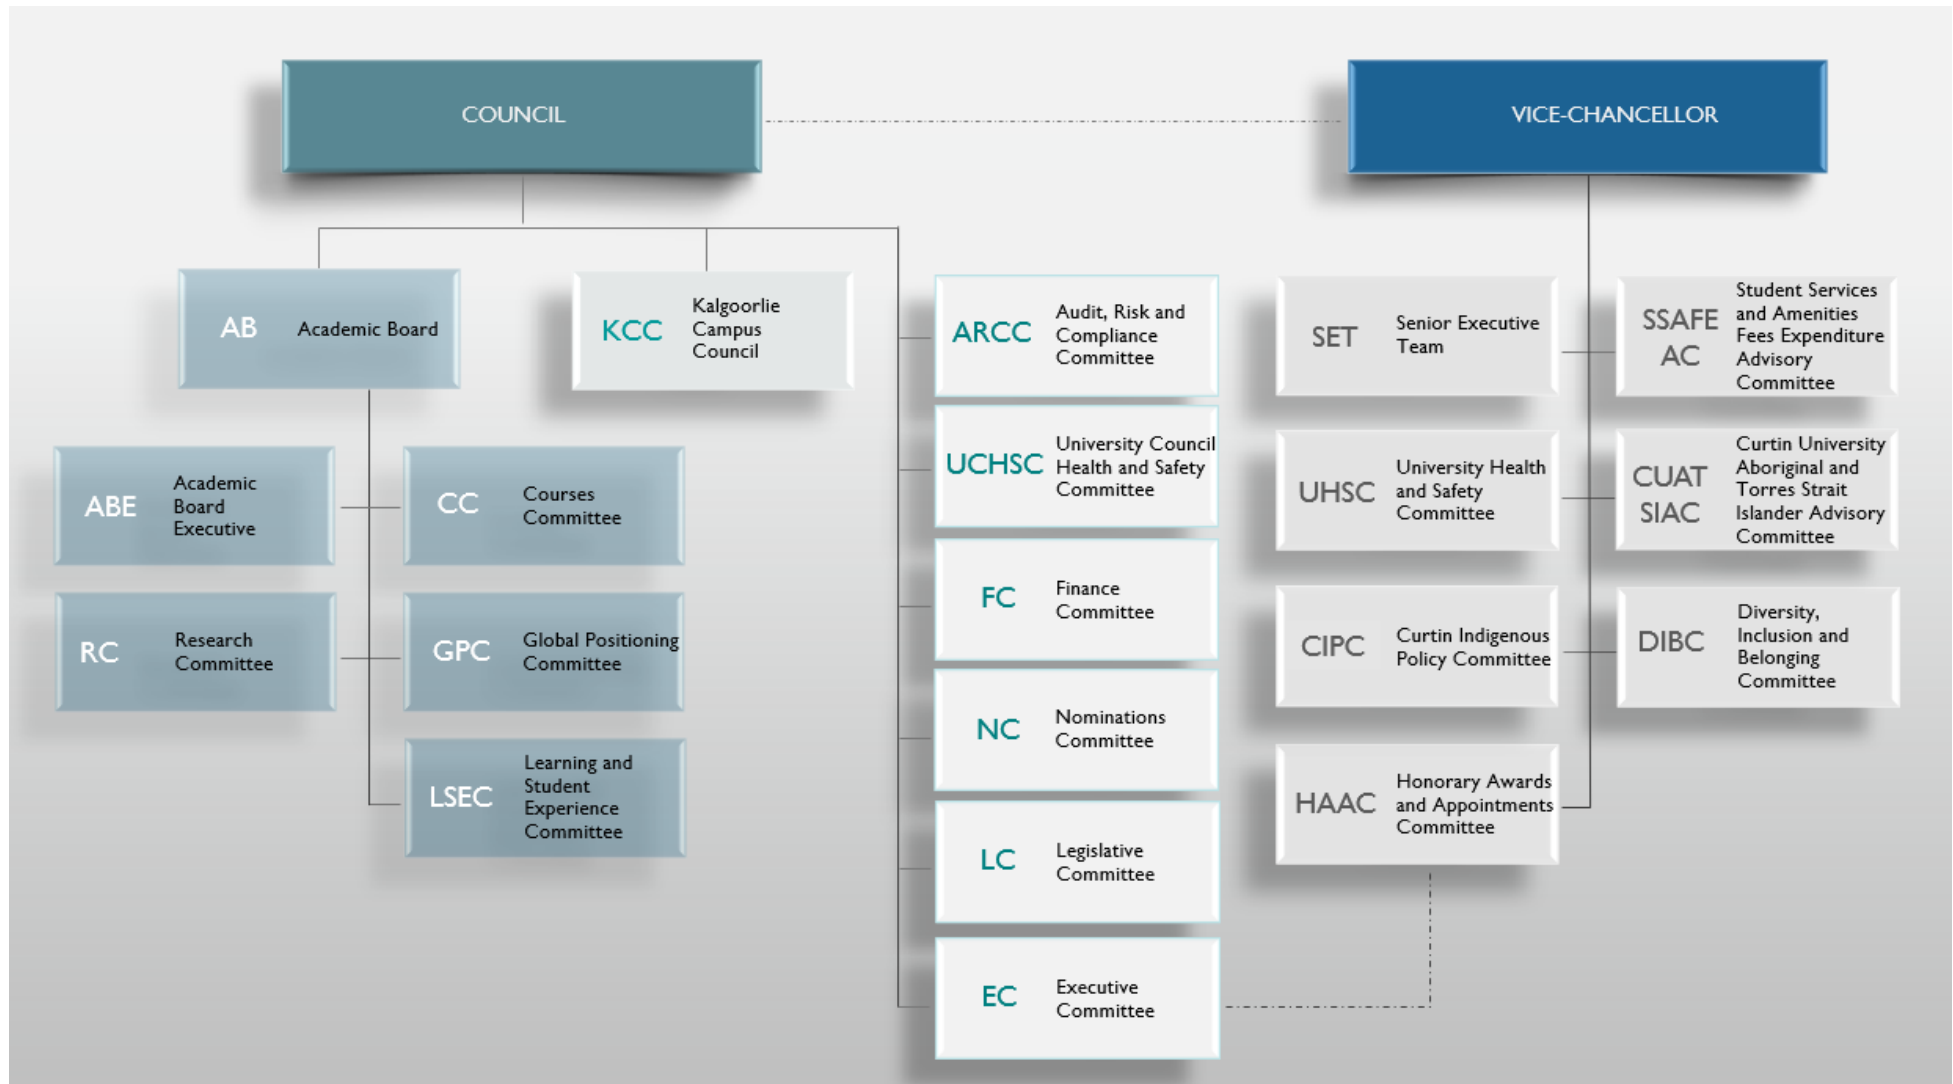 COUNCIL
VICE-CHANCELLOR
AB
Academic Board
KCC
Kalgoorlie
Campus
Council
ABE
Academic
Board
Executive
CC
Courses
Committee
RC
Research
Committee
GPC
Global Positioning
Committee
LSEC
Learning and
Student
Experience
Committee
ARCC
Audit, Risk and
Compliance
Committee
UCHSC
University Council
Health and Safety
Committee
FC
Finance
Committee
NC
Nominations
Committee
LC
Legislative
Committee
EC
Executive
Committee
SET
Senior Executive
Team
SSAFE
AC
Student Services
and Amenities
Fees Expenditure
Advisory
Committee
UHSC
University Health
and Safety
Committee
CUAT
SIAC
Curtin University
Aboriginal and
Torres Strait
Islander Advisory
Committee
CIPC
Curtin Indigenous
Policy Committee
DIBC
Diversity,
Inclusion and
Belonging
Committee
HAAC
Honorary Awards
and Appointments
Committee